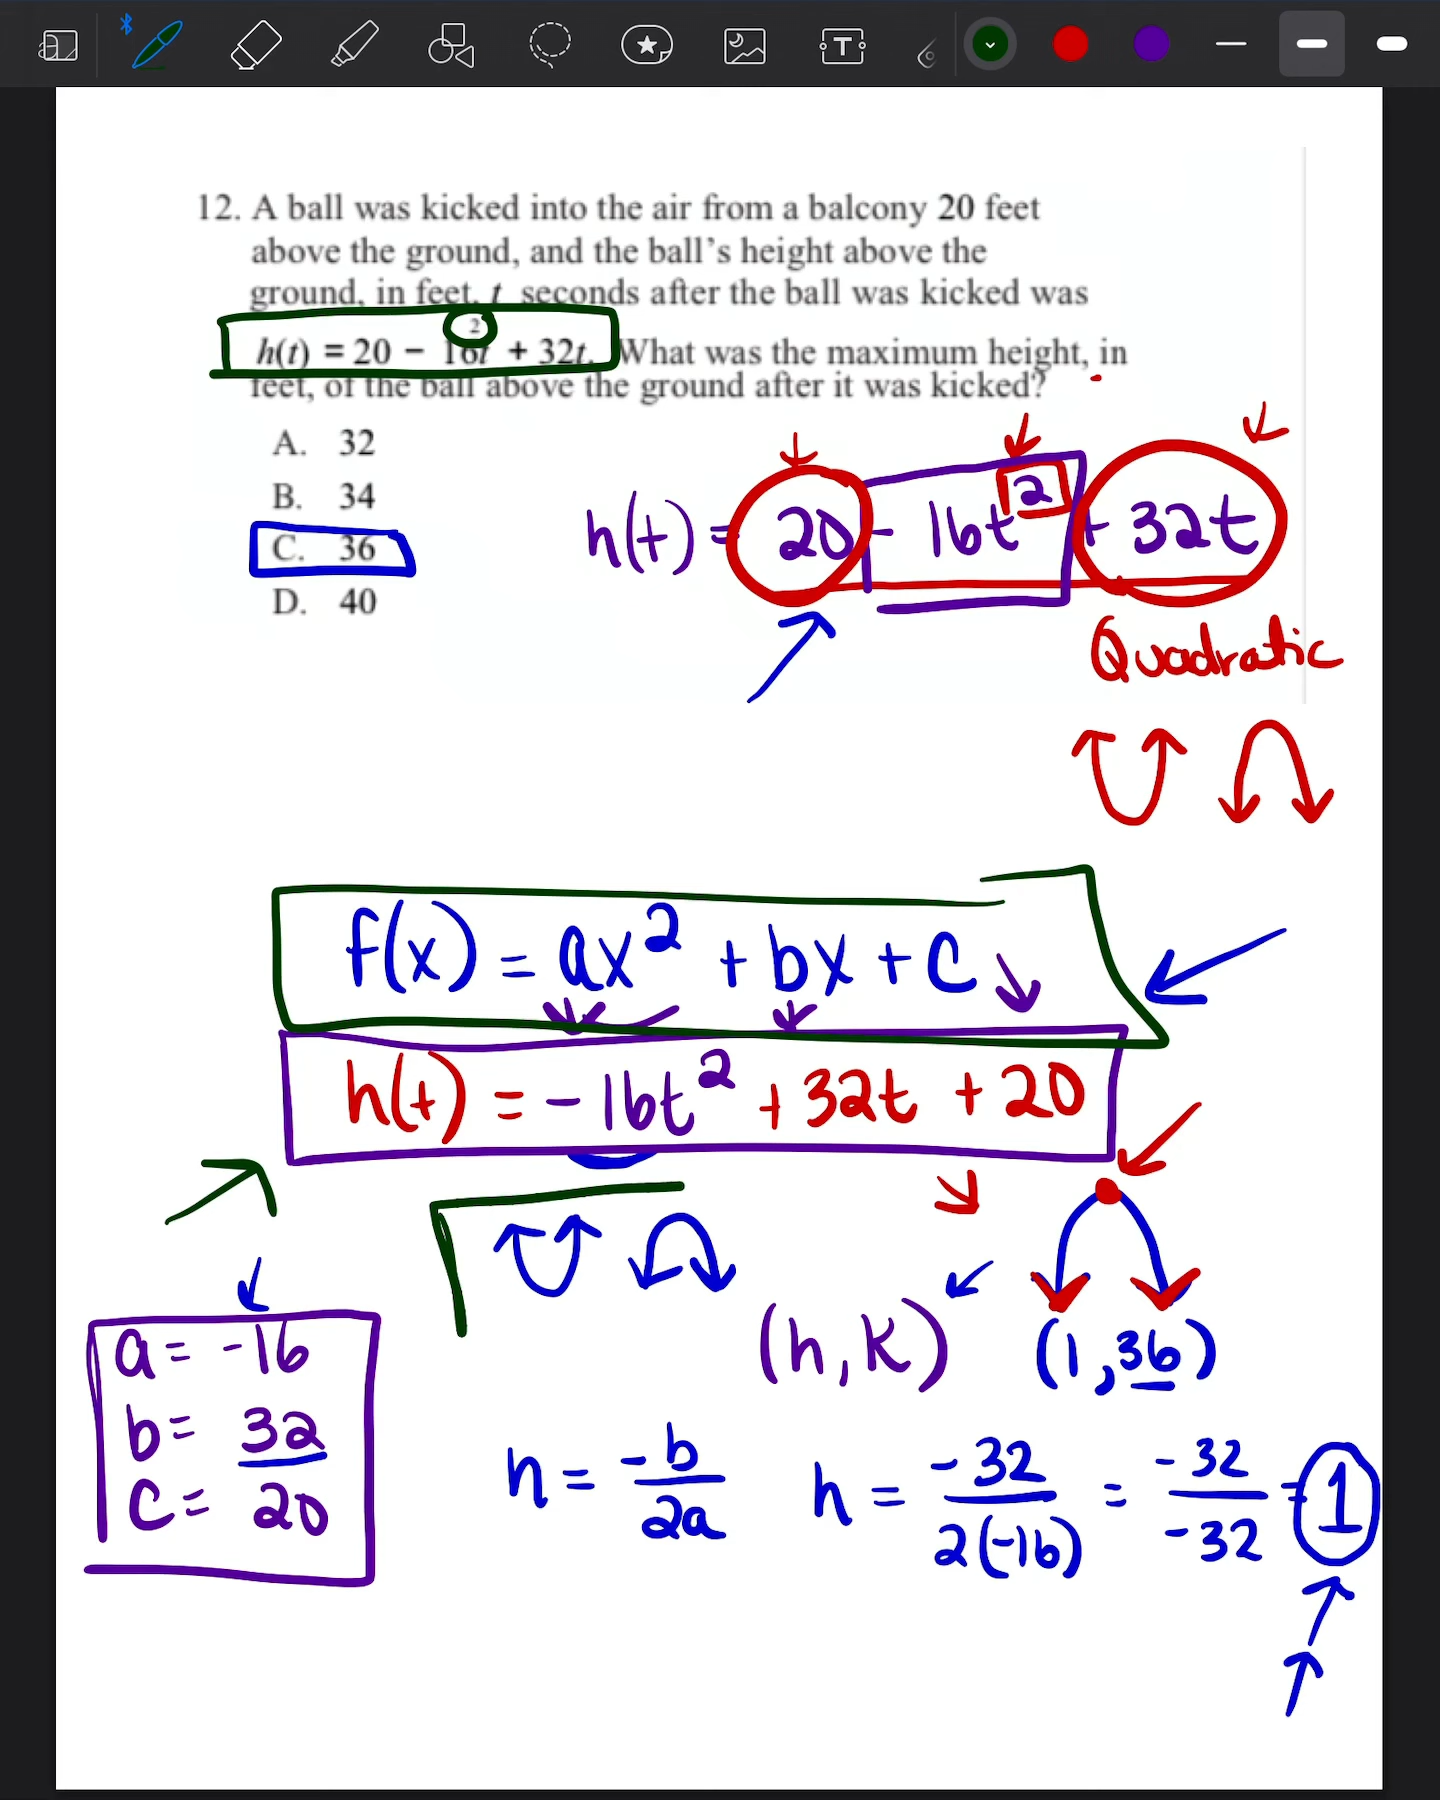 12. A ball was kicked into the air from a balcony 20 feet
above the ground, and the ball's height above the
ground, in feet, t seconds after the ball was kicked was
h(t) = 20 − 16t² + 32t. What was the maximum height, in
feet, of the ball above the ground after it was kicked?
A. 32
B. 34
C. 36
D. 40
h(t) = 20 - 16t² + 32t
Quadratic
f(x) = ax² + bx + c
h(t) = -16t² + 32t + 20
a = -16
b = 32
c = 20
(h, k) (1, 36)
h = -b/2a h = -32/2(-16) = -32/-32 = 1